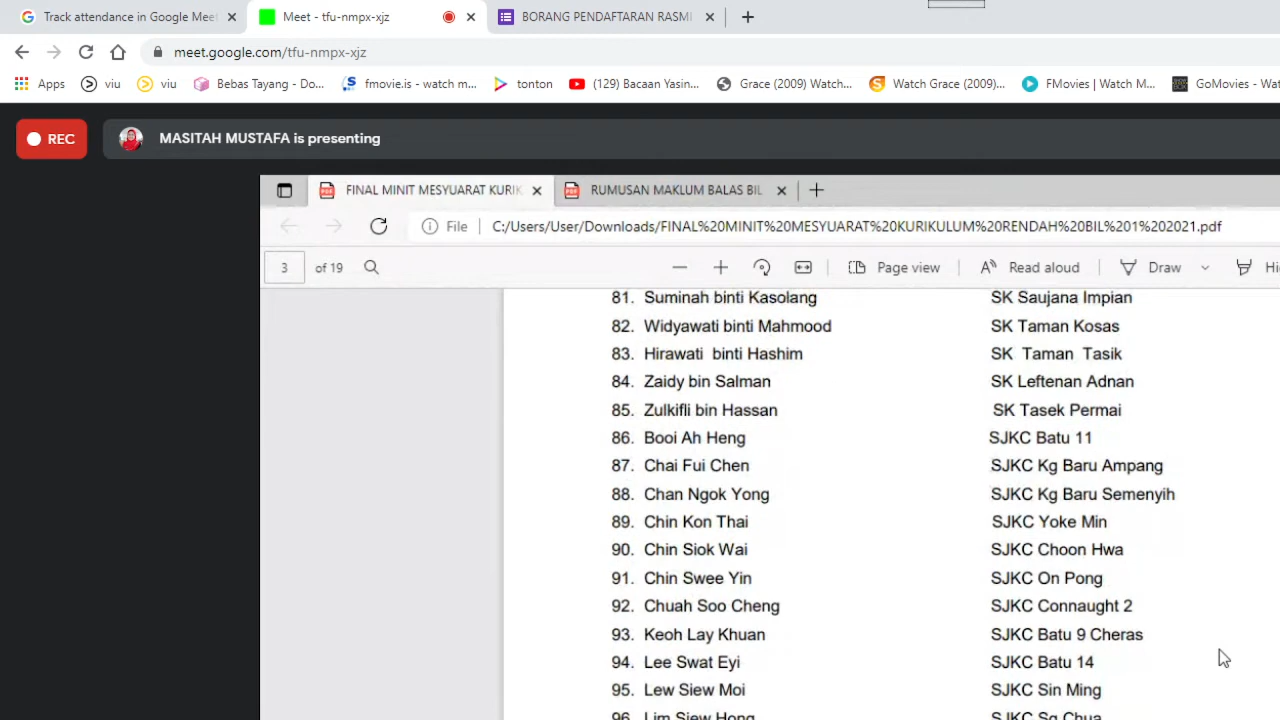 Track attendance in Google Meet
Meet - tfu-nmpx-xjz
BORANG PENDAFTARAN RASMI
meet.google.com/tfu-nmpx-xjz
Apps viu viu Bebas Tayang - Do... fmovie.is - watch m... tonton (129) Bacaan Yasin... Grace (2009) Watch... Watch Grace (2009)... FMovies | Watch M... GoMovies - Wat
REC MASITAH MUSTAFA is presenting
FINAL MINIT MESYUARAT KURIK RUMUSAN MAKLUM BALAS BIL
File C:/Users/User/Downloads/FINAL%20MINIT%20MESYUARAT%20KURIKULUM%20RENDAH%20BIL%201%202021.pdf
3 of 19 Page view Read aloud Draw Hi
81. Suminah binti Kasolang SK Saujana Impian
82. Widyawati binti Mahmood SK Taman Kosas
83. Hirawati binti Hashim SK Taman Tasik
84. Zaidy bin Salman SK Leftenan Adnan
85. Zulkifli bin Hassan SK Tasek Permai
86. Booi Ah Heng SJKC Batu 11
87. Chai Fui Chen SJKC Kg Baru Ampang
88. Chan Ngok Yong SJKC Kg Baru Semenyih
89. Chin Kon Thai SJKC Yoke Min
90. Chin Siok Wai SJKC Choon Hwa
91. Chin Swee Yin SJKC On Pong
92. Chuah Soo Cheng SJKC Connaught 2
93. Keoh Lay Khuan SJKC Batu 9 Cheras
94. Lee Swat Eyi SJKC Batu 14
95. Lew Siew Moi SJKC Sin Ming
96. Lim Siew Hong SJKC Sg Chua